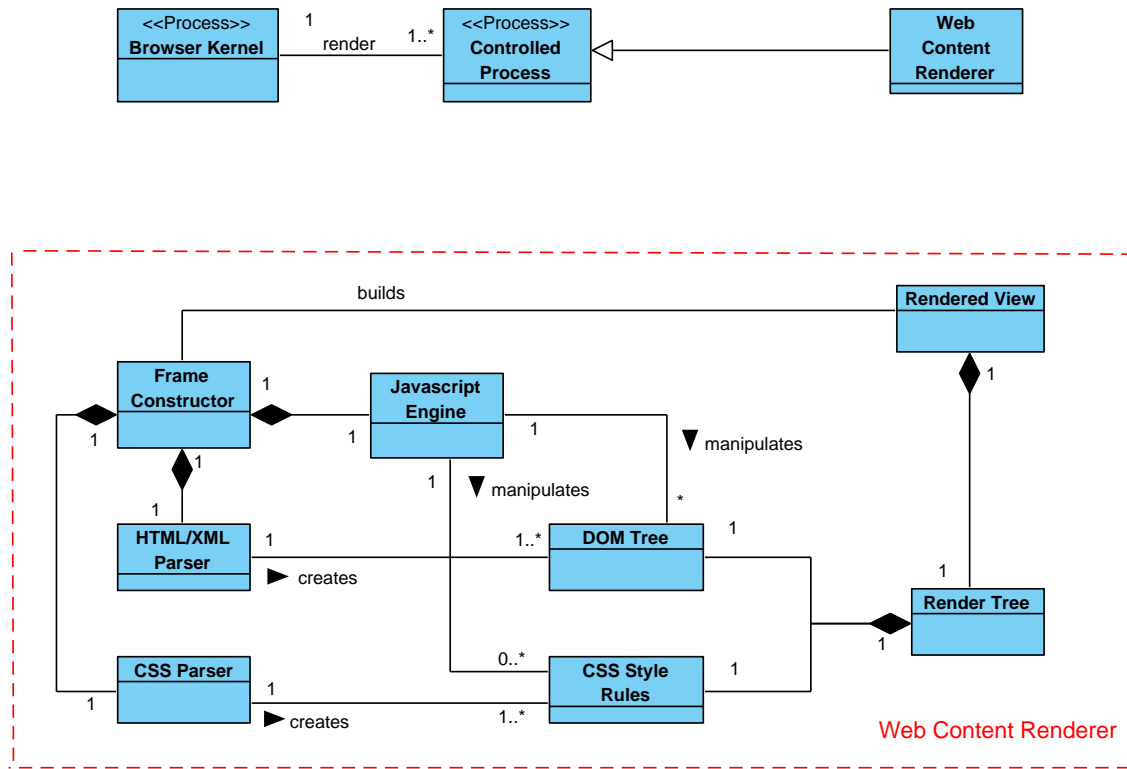 <<Process>>
Browser Kernel
1
render
1..*
<<Process>>
Controlled
Process
Web
Content
Renderer
builds
Rendered View
1
Frame
Constructor
1
1
1
Javascript
Engine
1
1
1
manipulates
manipulates
*
1
HTML/XML
Parser
1
creates
1..*
DOM Tree
1
1
Render Tree
1
0..*
CSS Parser
1
1
creates
1..*
CSS Style
Rules
1
Web Content Renderer